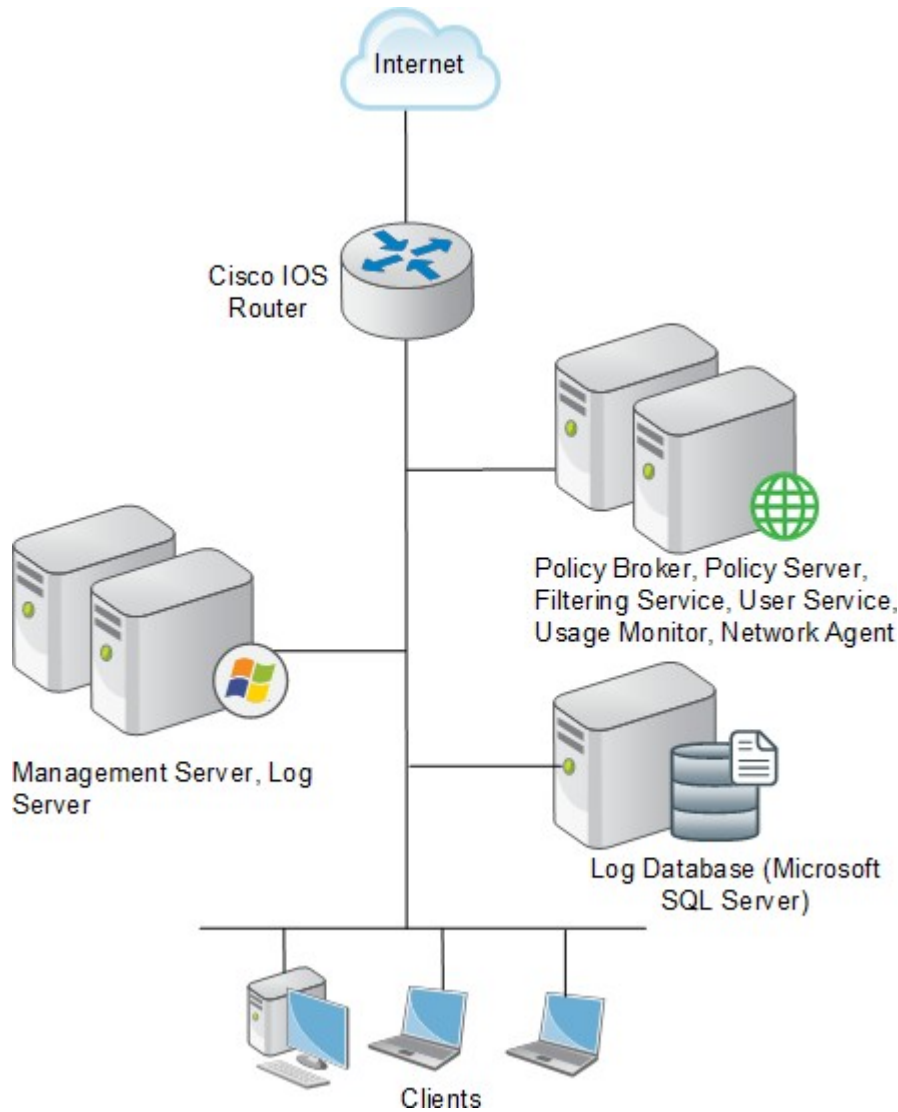 Internet
Cisco IOS
Router
Policy Broker, Policy Server,
Filtering Service, User Service,
Usage Monitor, Network Agent
Management Server, Log
Server
Log Database (Microsoft
SQL Server)
Clients